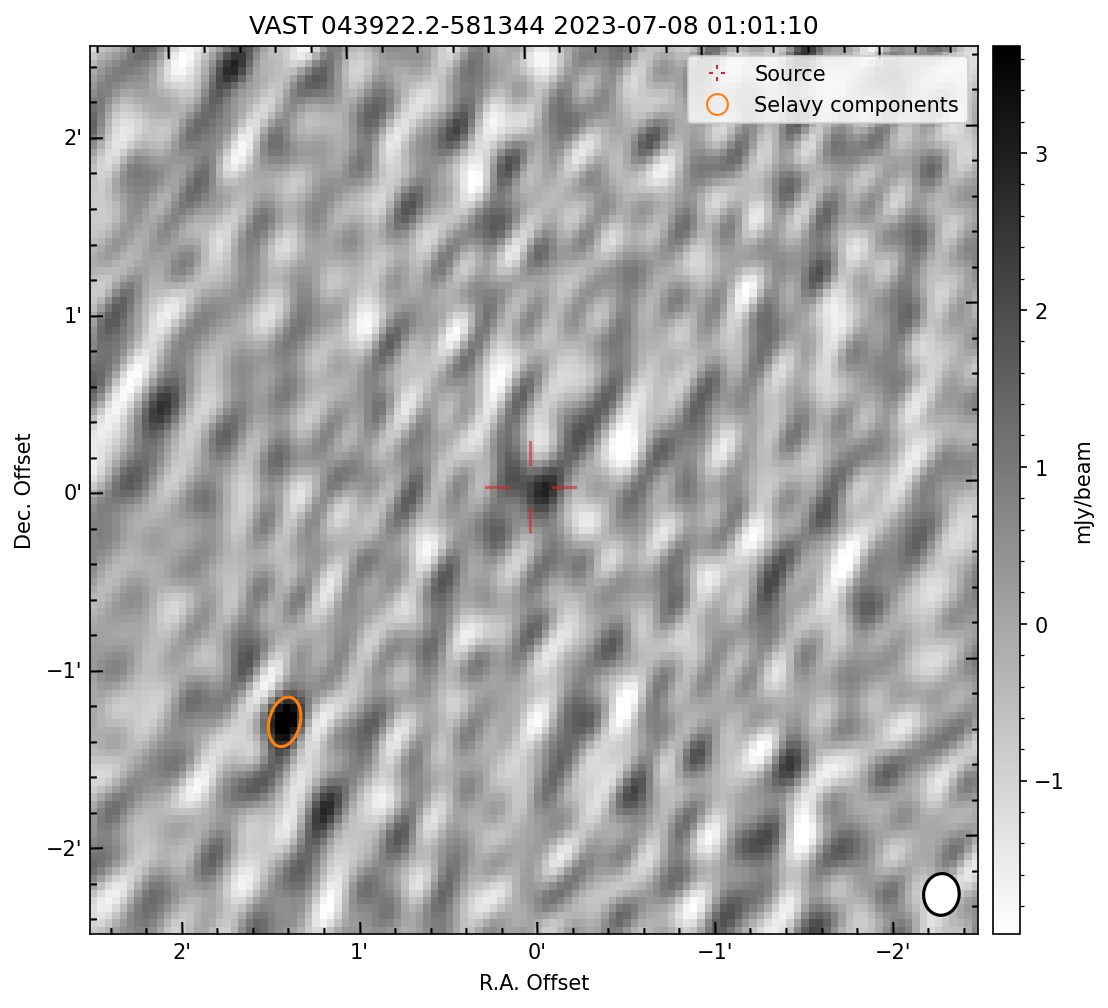 VAST 043922.2-581344 2023-07-08 01:01:10
Source
Selavy components
2'
1'
0'
−1'
−2'
Dec. Offset
2'
1'
0'
−1'
−2'
R.A. Offset
3
2
1
0
−1
mJy/beam